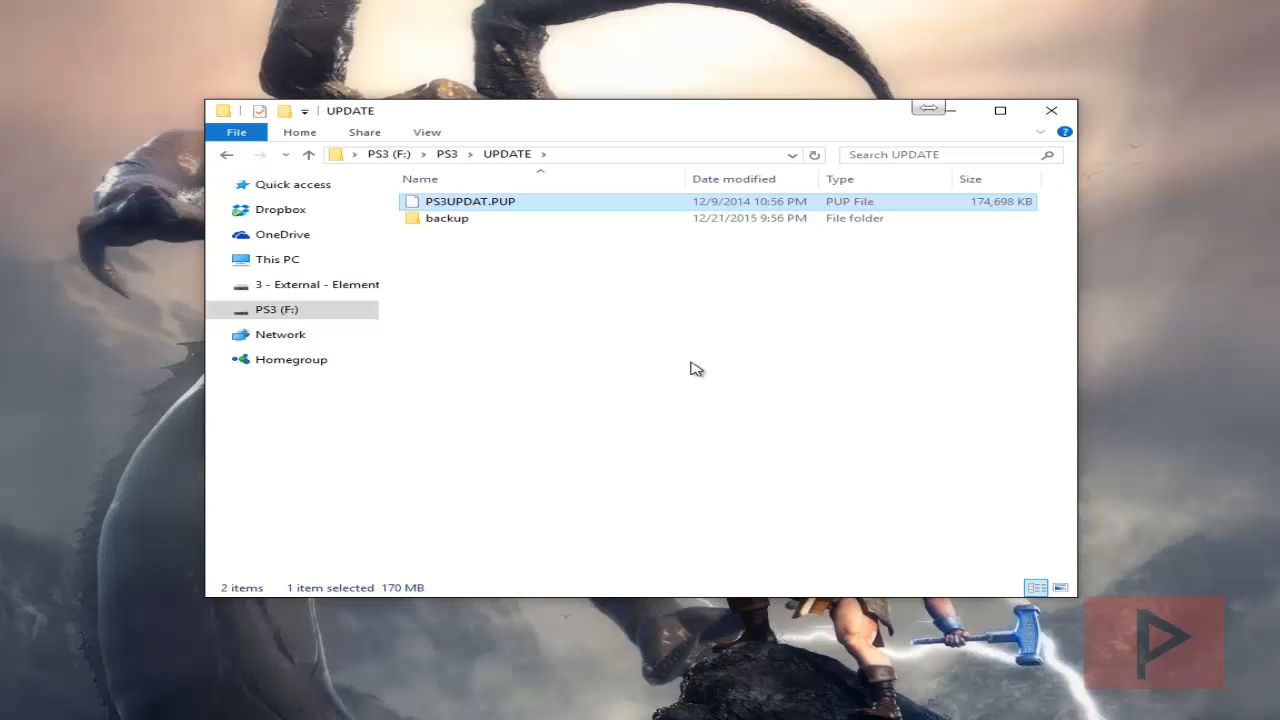 UPDATE
File Home Share View
PS3 (F:) PS3 UPDATE Search UPDATE
Name Date modified Type Size
Quick access
PS3UPDAT.PUP 12/9/2014 10:56 PM PUP File 174,698 KB
backup 12/21/2015 9:56 PM File folder
Dropbox
OneDrive
This PC
3 - External - Element
PS3 (F:)
Network
Homegroup
2 items 1 item selected 170 MB
P